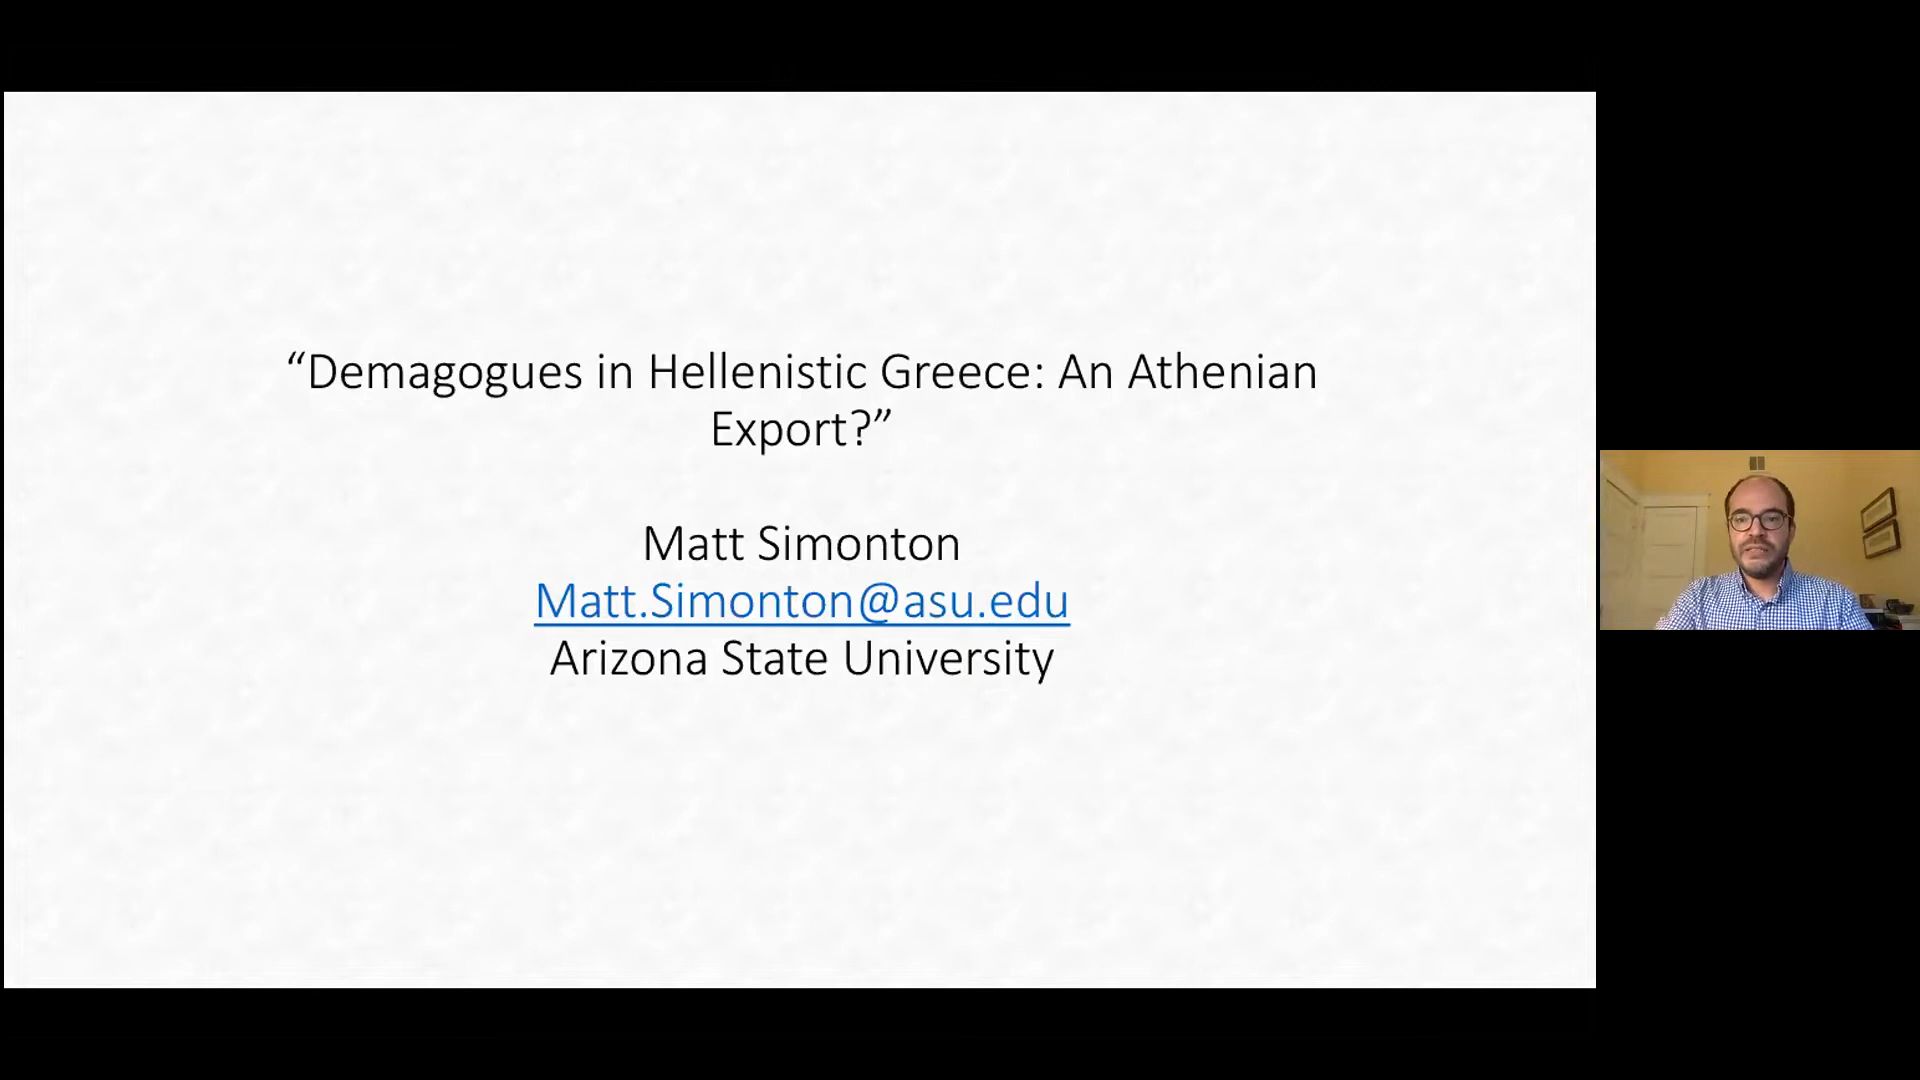 “Demagogues in Hellenistic Greece: An Athenian
Export?”
Matt Simonton
Matt.Simonton@asu.edu
Arizona State University